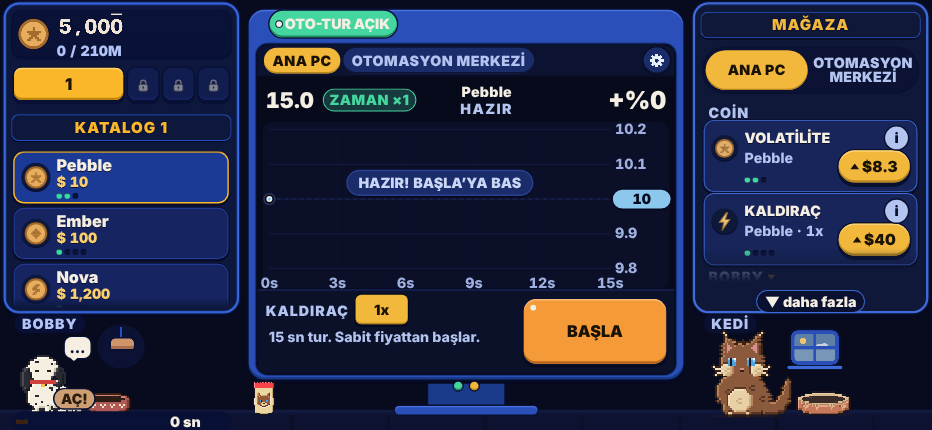 5,000
0 / 210M
1
KATALOG 1
Pebble
$ 10
Ember
$ 100
Nova
$ 1,200
BOBBY
...
AÇ!
0 sn
OTO-TUR AÇIK
ANA PC
OTOMASYON MERKEZİ
15.0
ZAMAN ×1
Pebble
HAZIR
+%0
10.2
10.1
HAZIR! BAŞLA'YA BAS
10
9.9
9.8
0s 3s 6s 9s 12s 15s
KALDIRAÇ
1x
15 sn tur. Sabit fiyattan başlar.
BAŞLA
MAĞAZA
ANA PC
OTOMASYON
MERKEZİ
COİN
VOLATİLİTE
i
Pebble
$8.3
KALDIRAÇ
i
Pebble · 1x
$40
BOBBY
▼ daha fazla
KEDİ